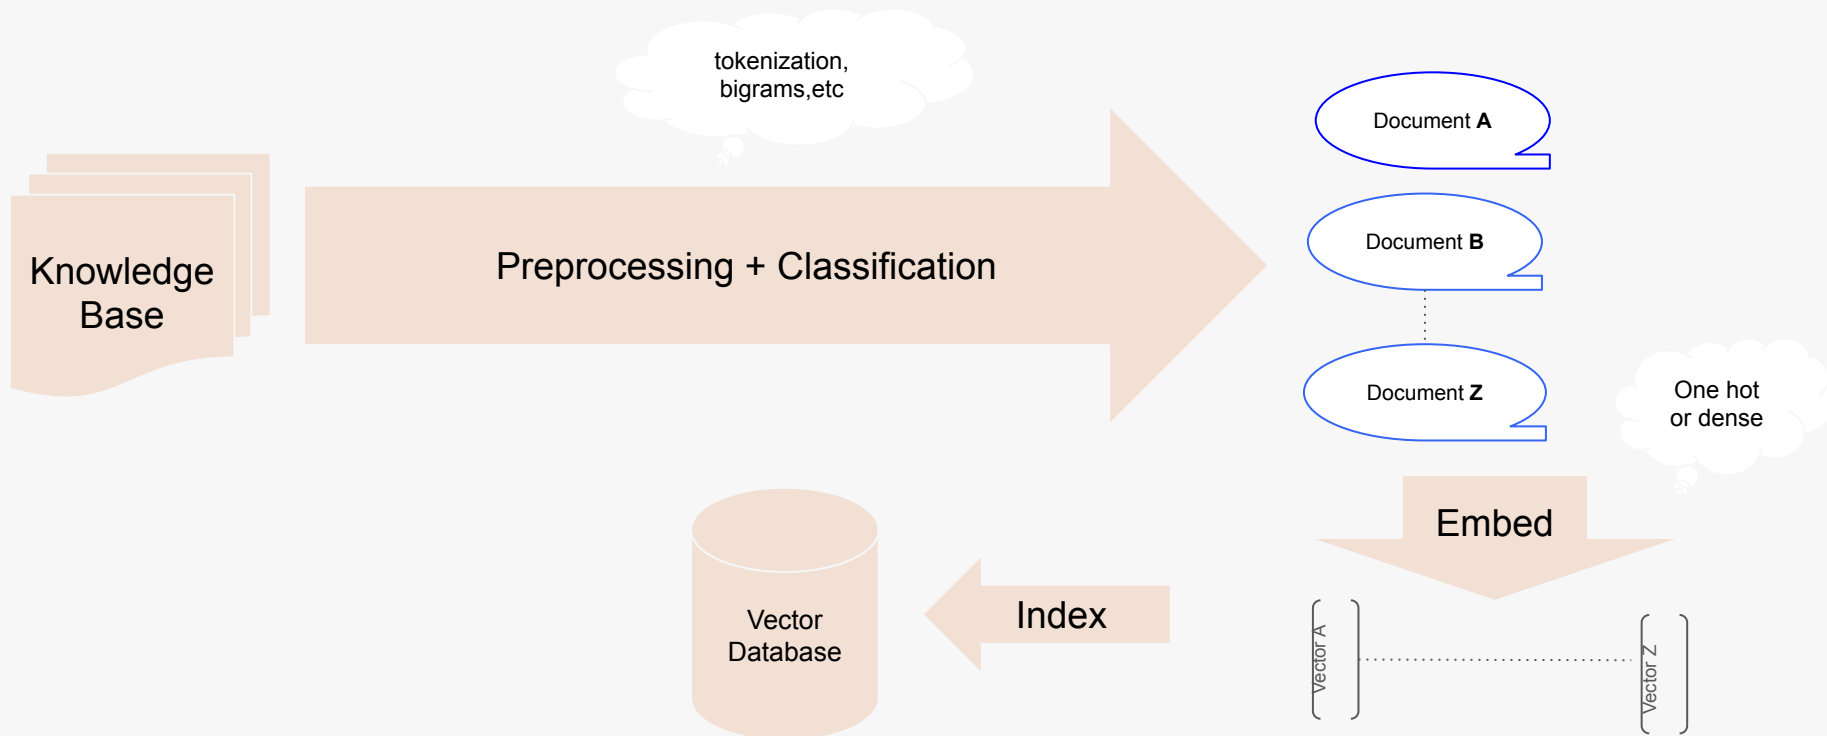 tokenization,
bigrams,etc
Document A
Knowledge
Base
Preprocessing + Classification
Document B
Document Z
One hot
or dense
Embed
Vector
Database
Index
Vector A
Vector Z